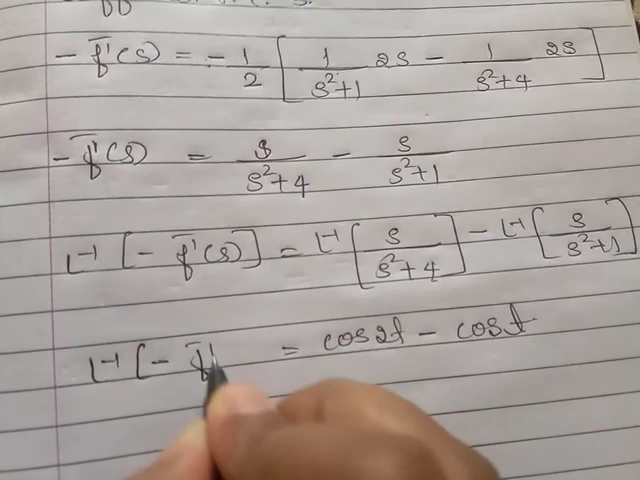 - f̄'(s) = - 1/2 [ 1/(s²+1) 2s - 1/(s²+4) 2s ]
- f̄'(s) = s/(s²+4) - s/(s²+1)
L⁻¹ [- f̄'(s)] = L⁻¹ [ s/(s²+4) ] - L⁻¹ [ s/(s²+1) ]
L⁻¹ [- f̄' = cos2t - cost